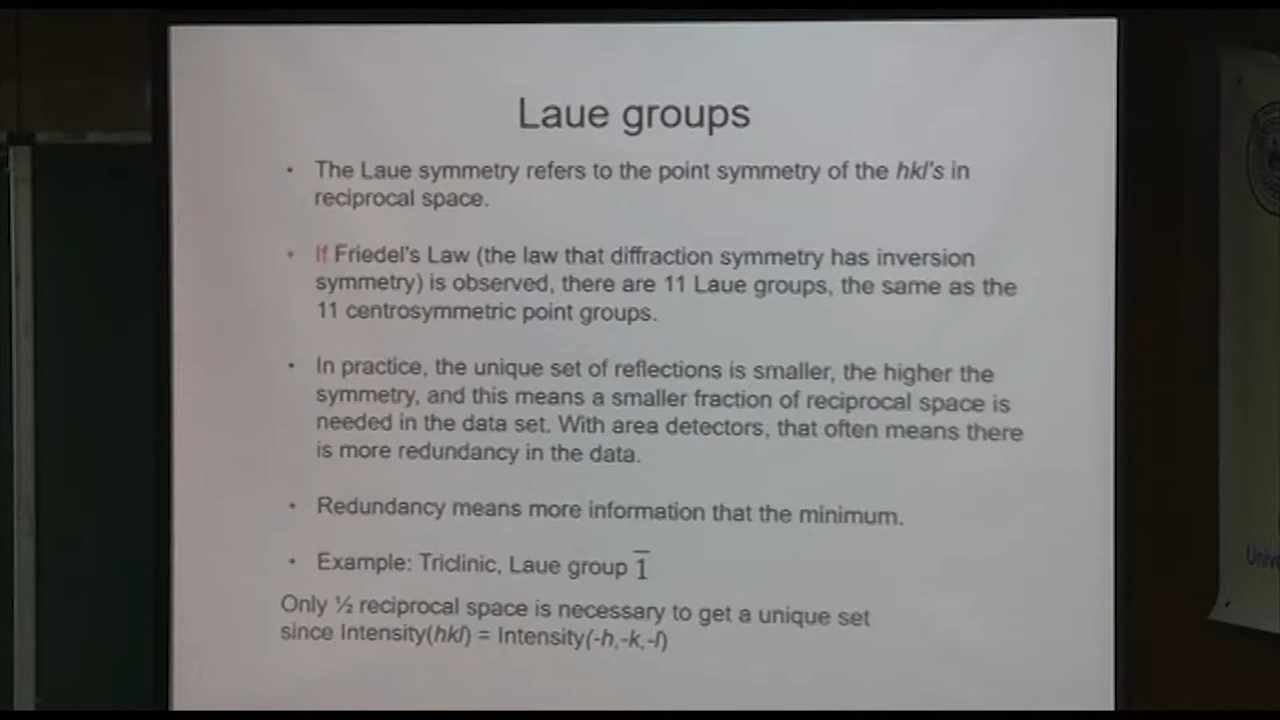 Laue groups
• The Laue symmetry refers to the point symmetry of the hkl's in
reciprocal space.
• If Friedel's Law (the law that diffraction symmetry has inversion
symmetry) is observed, there are 11 Laue groups, the same as the
11 centrosymmetric point groups.
• In practice, the unique set of reflections is smaller, the higher the
symmetry, and this means a smaller fraction of reciprocal space is
needed in the data set. With area detectors, that often means there
is more redundancy in the data.
• Redundancy means more information that the minimum.
• Example: Triclinic, Laue group 1̅
Only ½ reciprocal space is necessary to get a unique set
since Intensity(hkl) = Intensity(-h,-k,-l)
Unive